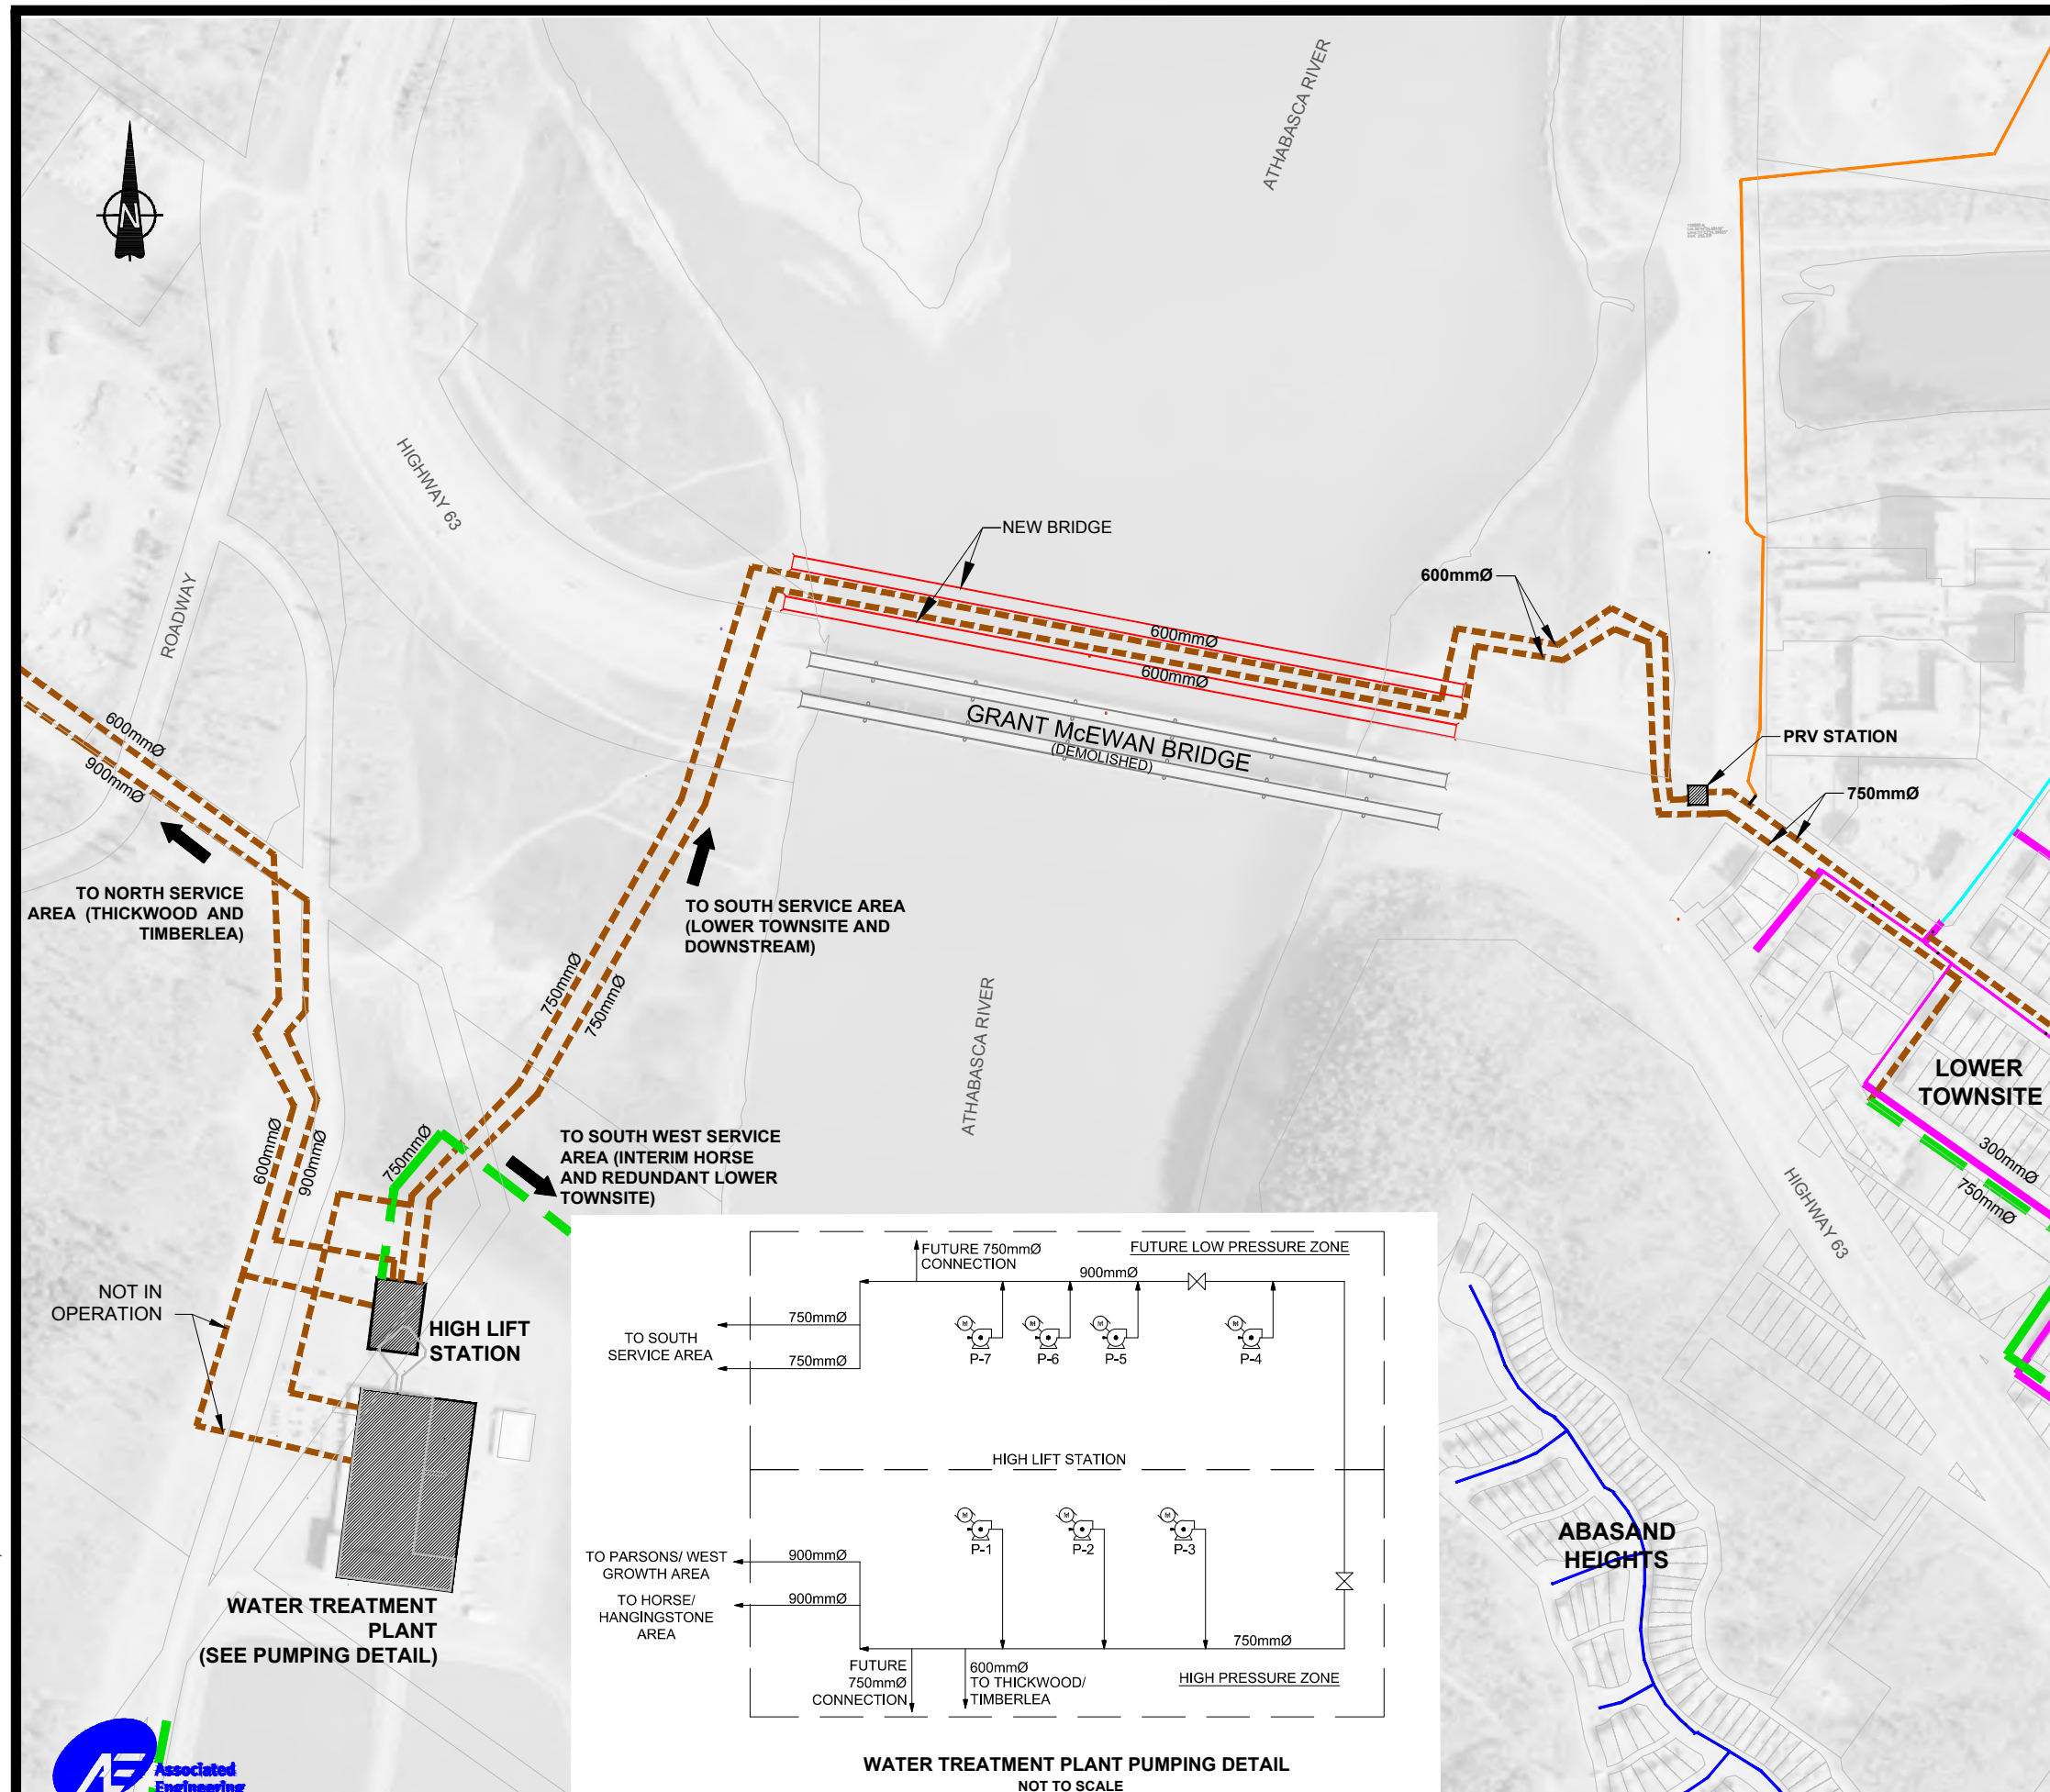 ATHABASCA RIVER
N
HIGHWAY 63
ROADWAY
NEW BRIDGE
600mmØ
600mmØ
600mmØ
GRANT McEWAN BRIDGE
(DEMOLISHED)
PRV STATION
750mmØ
600mmØ
900mmØ
TO NORTH SERVICE
AREA (THICKWOOD AND
TIMBERLEA)
TO SOUTH SERVICE AREA
(LOWER TOWNSITE AND
DOWNSTREAM)
750mmØ
750mmØ
ATHABASCA RIVER
LOWER
TOWNSITE
300mmØ
750mmØ
HIGHWAY 63
600mmØ
900mmØ
750mmØ
TO SOUTH WEST SERVICE
AREA (INTERIM HORSE
AND REDUNDANT LOWER
TOWNSITE)
NOT IN
OPERATION
HIGH LIFT
STATION
WATER TREATMENT
PLANT
(SEE PUMPING DETAIL)
FUTURE 750mmØ
CONNECTION
FUTURE LOW PRESSURE ZONE
900mmØ
750mmØ
TO SOUTH
SERVICE AREA
750mmØ
M
M
M
M
P-7
P-6
P-5
P-4
HIGH LIFT STATION
M
M
M
P-1
P-2
P-3
TO PARSONS/ WEST
GROWTH AREA
900mmØ
TO HORSE/
HANGINGSTONE
AREA
900mmØ
750mmØ
FUTURE
750mmØ
CONNECTION
600mmØ
TO THICKWOOD/
TIMBERLEA
HIGH PRESSURE ZONE
WATER TREATMENT PLANT PUMPING DETAIL
NOT TO SCALE
ABASAND
HEIGHTS
AE
Associated
Engineering